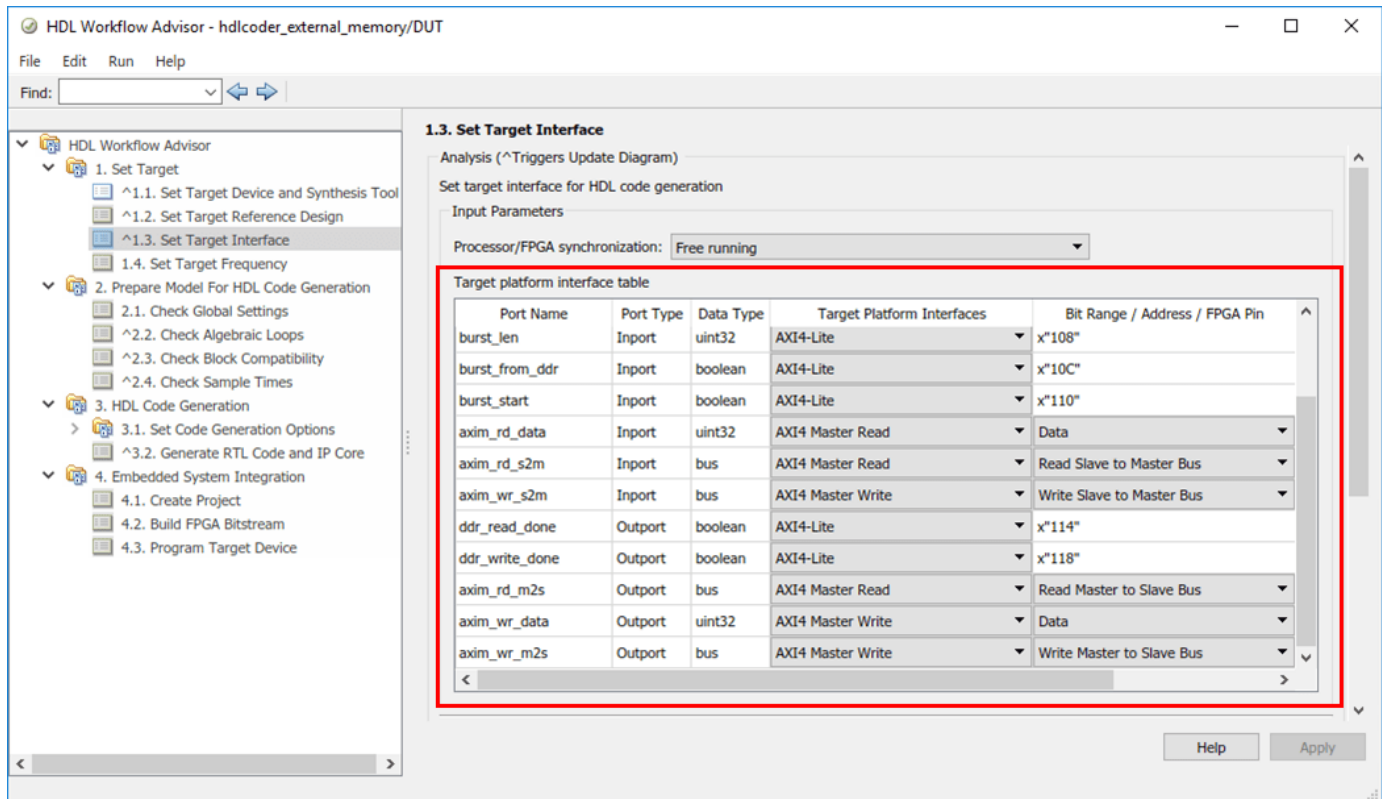 HDL Workflow Advisor - hdlcoder_external_memory/DUT
File Edit Run Help
Find:
HDL Workflow Advisor
1. Set Target
^1.1. Set Target Device and Synthesis Tool
^1.2. Set Target Reference Design
^1.3. Set Target Interface
1.4. Set Target Frequency
2. Prepare Model For HDL Code Generation
2.1. Check Global Settings
^2.2. Check Algebraic Loops
^2.3. Check Block Compatibility
^2.4. Check Sample Times
3. HDL Code Generation
3.1. Set Code Generation Options
^3.2. Generate RTL Code and IP Core
4. Embedded System Integration
4.1. Create Project
4.2. Build FPGA Bitstream
4.3. Program Target Device
1.3. Set Target Interface
Analysis (^Triggers Update Diagram)
Set target interface for HDL code generation
Input Parameters
Processor/FPGA synchronization: Free running
Target platform interface table
Port Name Port Type Data Type Target Platform Interfaces Bit Range / Address / FPGA Pin
burst_len Inport uint32 AXI4-Lite x"108"
burst_from_ddr Inport boolean AXI4-Lite x"10C"
burst_start Inport boolean AXI4-Lite x"110"
axim_rd_data Inport uint32 AXI4 Master Read Data
axim_rd_s2m Inport bus AXI4 Master Read Read Slave to Master Bus
axim_wr_s2m Inport bus AXI4 Master Write Write Slave to Master Bus
ddr_read_done Outport boolean AXI4-Lite x"114"
ddr_write_done Outport boolean AXI4-Lite x"118"
axim_rd_m2s Outport bus AXI4 Master Read Read Master to Slave Bus
axim_wr_data Outport uint32 AXI4 Master Write Data
axim_wr_m2s Outport bus AXI4 Master Write Write Master to Slave Bus
Help Apply